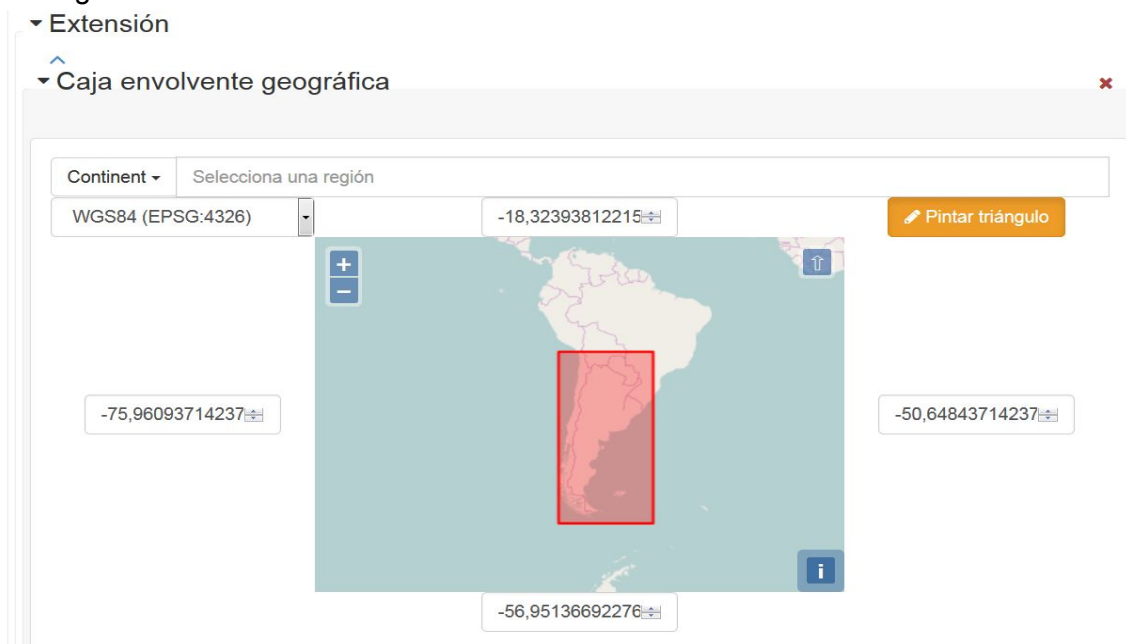 Extensión
Caja envolvente geográfica
Continent
Selecciona una región
WGS84 (EPSG:4326)
-18,32393812215
Pintar triángulo
+
−
-75,96093714237
-50,64843714237
i
-56,95136692276